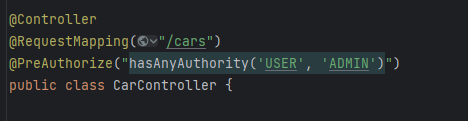 @Controller
@RequestMapping("/cars")
@PreAuthorize("hasAnyAuthority('USER', 'ADMIN')")
public class CarController {